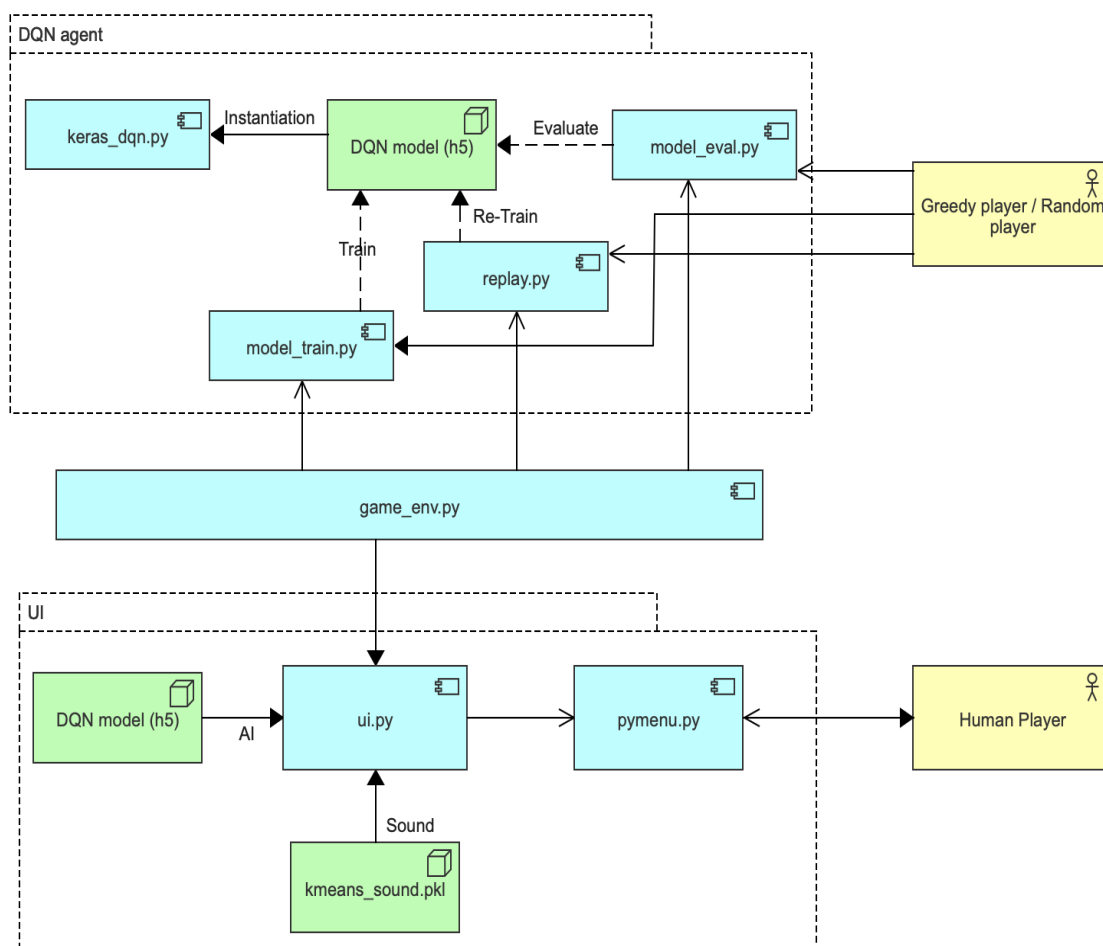 DQN agent
keras_dqn.py
Instantiation
DQN model (h5)
Evaluate
model_eval.py
Greedy player / Random
player
Re-Train
Train
replay.py
model_train.py
game_env.py
UI
DQN model (h5)
AI
ui.py
pymenu.py
Human Player
Sound
kmeans_sound.pkl